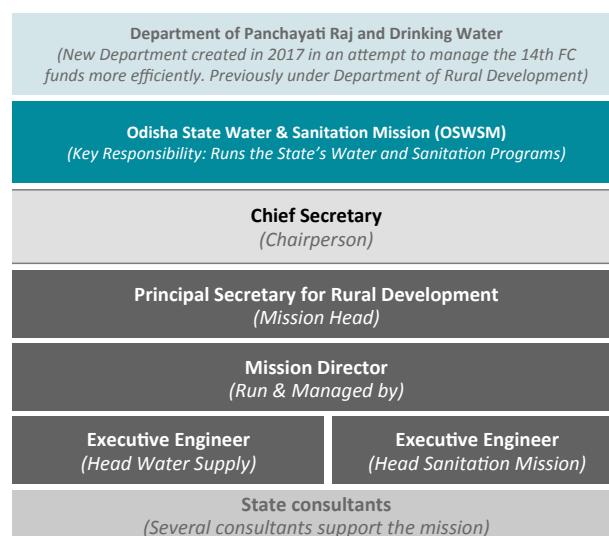 Department of Panchayati Raj and Drinking Water
(New Department created in 2017 in an attempt to manage the 14th FC
funds more efficiently. Previously under Department of Rural Development)
Odisha State Water & Sanitation Mission (OSWSM)
(Key Responsibility: Runs the State's Water and Sanitation Programs)
Chief Secretary
(Chairperson)
Principal Secretary for Rural Development
(Mission Head)
Mission Director
(Run & Managed by)
Executive Engineer
(Head Water Supply)
Executive Engineer
(Head Sanitation Mission)
State consultants
(Several consultants support the mission)